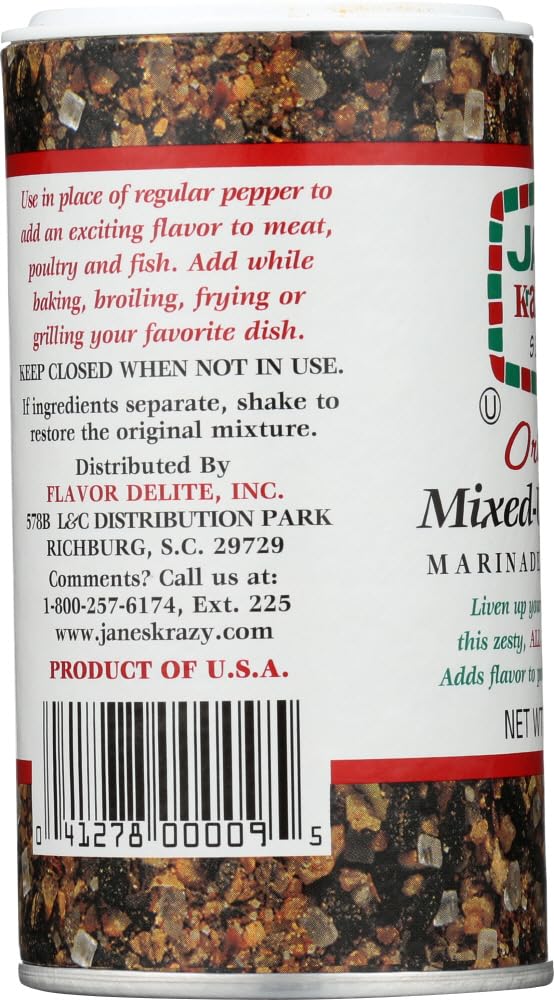 Use in place of regular pepper to
add an exciting flavor to meat,
poultry and fish. Add while
baking, broiling, frying or
grilling your favorite dish.
KEEP CLOSED WHEN NOT IN USE.
If ingredients separate, shake to
restore the original mixture.
Distributed By
FLAVOR DELITE, INC.
578B L&C DISTRIBUTION PARK
RICHBURG, S.C. 29729
Comments? Call us at:
1-800-257-6174, Ext. 225
www.janeskrazy.com
PRODUCT OF U.S.A.
0 41278 00009 5
U
Mixed-
MARINADE
Liven up
this zesty,
Adds flavor to
NET